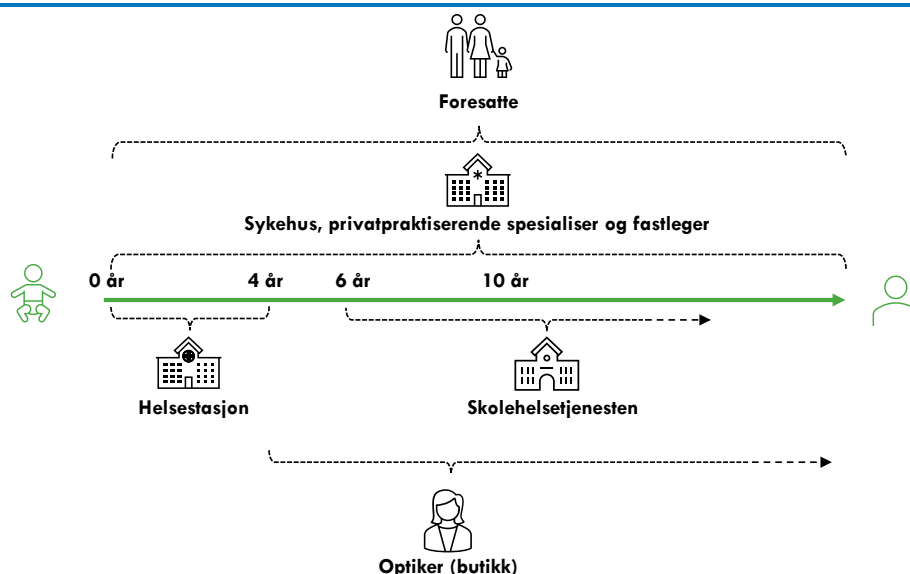 Foresatte
Sykehus, privatpraktiserende spesialiser og fastleger
0 år 4 år 6 år 10 år
Helsestasjon Skolehelsetjenesten
Optiker (butikk)